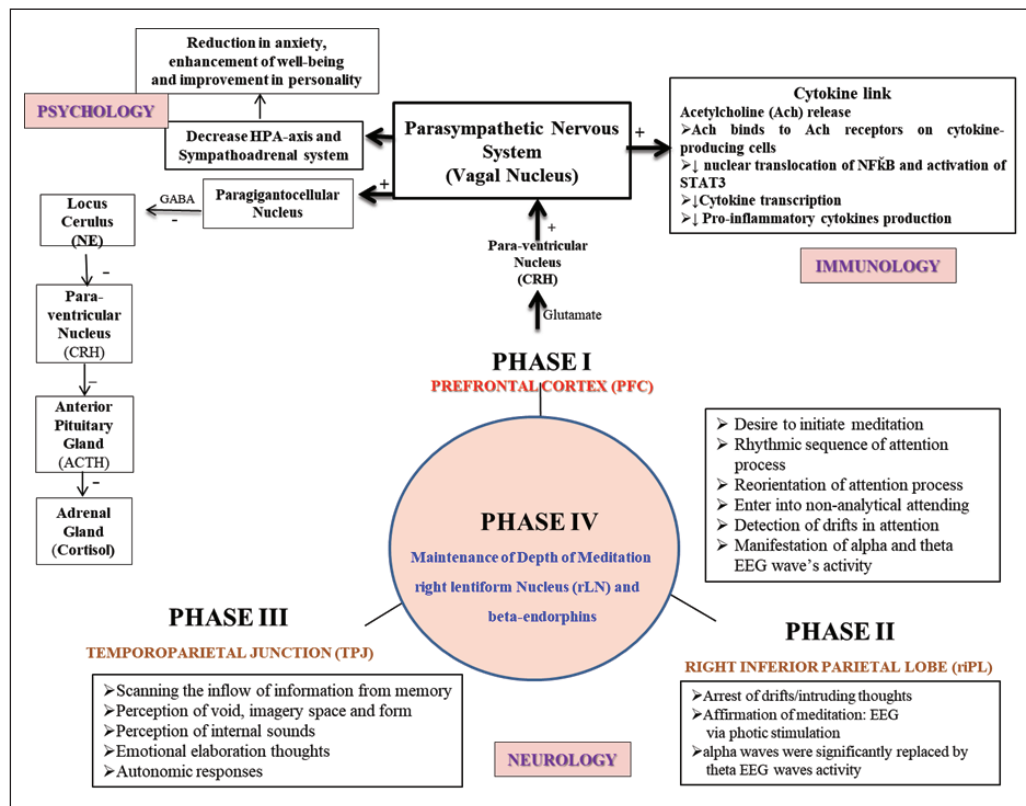 Reduction in anxiety,
enhancement of well-being
and improvement in personality
PSYCHOLOGY
Decrease HPA-axis and
Sympathoadrenal system
+
Parasympathetic Nervous
System
(Vagal Nucleus)
+
Cytokine link
Acetylcholine (Ach) release
➢Ach binds to Ach receptors on cytokine-
producing cells
➢↓ nuclear translocation of NFǩB and activation of
STAT3
➢↓Cytokine transcription
➢↓ Pro-inflammatory cytokines production
IMMUNOLOGY
Paragigantocellular
Nucleus
GABA
–
Locus
Cerulus
(NE)
–
Para-
ventricular
Nucleus
(CRH)
–
Anterior
Pituitary
Gland
(ACTH)
–
Adrenal
Gland
(Cortisol)
+
Para-ventricular
Nucleus
(CRH)
Glutamate
PHASE I
PREFRONTAL CORTEX (PFC)
➢ Desire to initiate meditation
➢ Rhythmic sequence of attention
process
➢ Reorientation of attention process
➢ Enter into non-analytical attending
➢ Detection of drifts in attention
➢ Manifestation of alpha and theta
EEG wave’s activity
PHASE IV
Maintenance of Depth of Meditation
right lentiform Nucleus (rLN) and
beta-endorphins
PHASE III
TEMPOROPARIETAL JUNCTION (TPJ)
➢Scanning the inflow of information from memory
➢Perception of void, imagery space and form
➢Perception of internal sounds
➢Emotional elaboration thoughts
➢Autonomic responses
PHASE II
RIGHT INFERIOR PARIETAL LOBE (riPL)
➢Arrest of drifts/intruding thoughts
➢Affirmation of meditation: EEG
via photic stimulation
➢alpha waves were significantly replaced by
theta EEG waves activity
NEUROLOGY